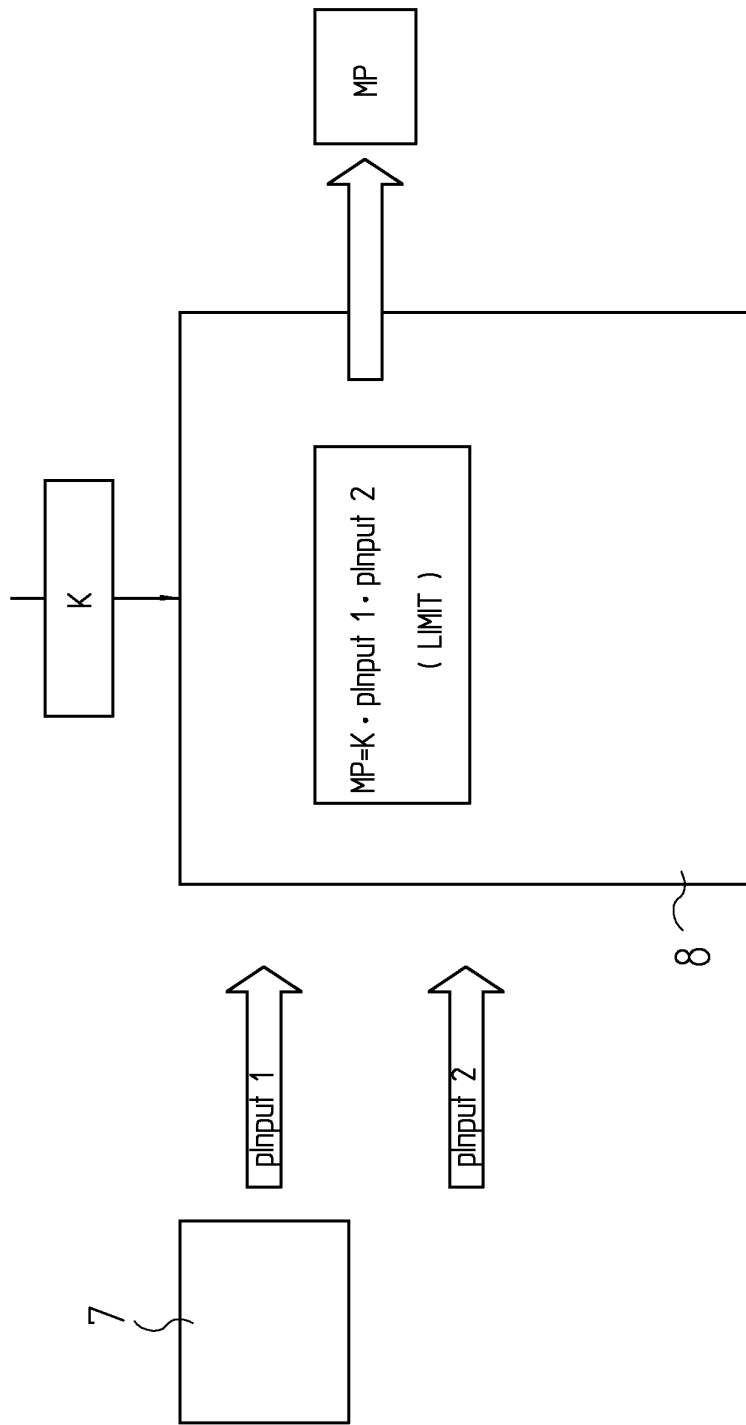 K
7
pInput 1
pInput 2
MP=K · pInput 1 · pInput 2
( LIMIT )
MP
8